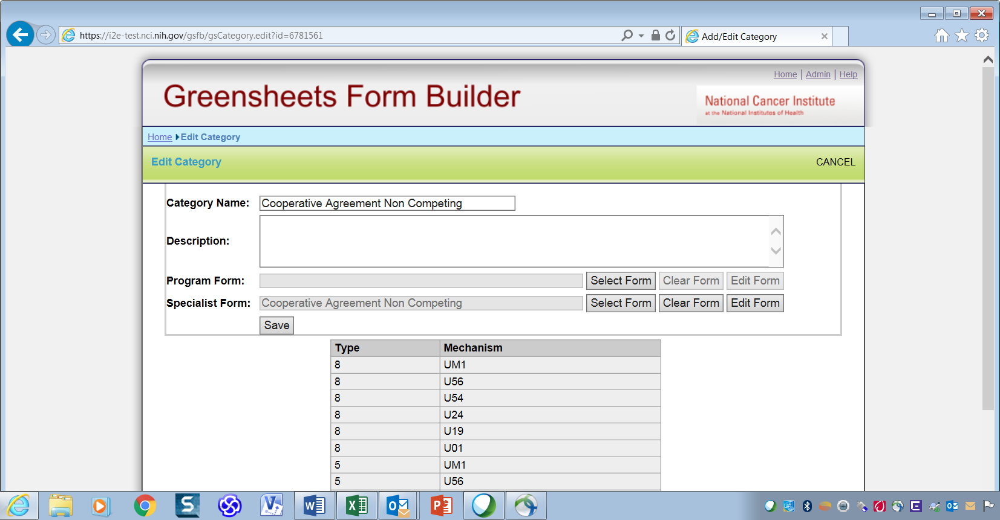 https://i2e-test.nci.nih.gov/gsfb/gsCategory.edit?id=6781561
Add/Edit Category
Home | Admin | Help
Greensheets Form Builder
National Cancer Institute
at the National Institutes of Health
Home Edit Category
Edit Category
CANCEL
Category Name: Cooperative Agreement Non Competing
Description:
Program Form: Select Form Clear Form Edit Form
Specialist Form: Cooperative Agreement Non Competing Select Form Clear Form Edit Form
Save
Type Mechanism
8 UM1
8 U56
8 U54
8 U24
8 U19
8 U01
5 UM1
5 U56